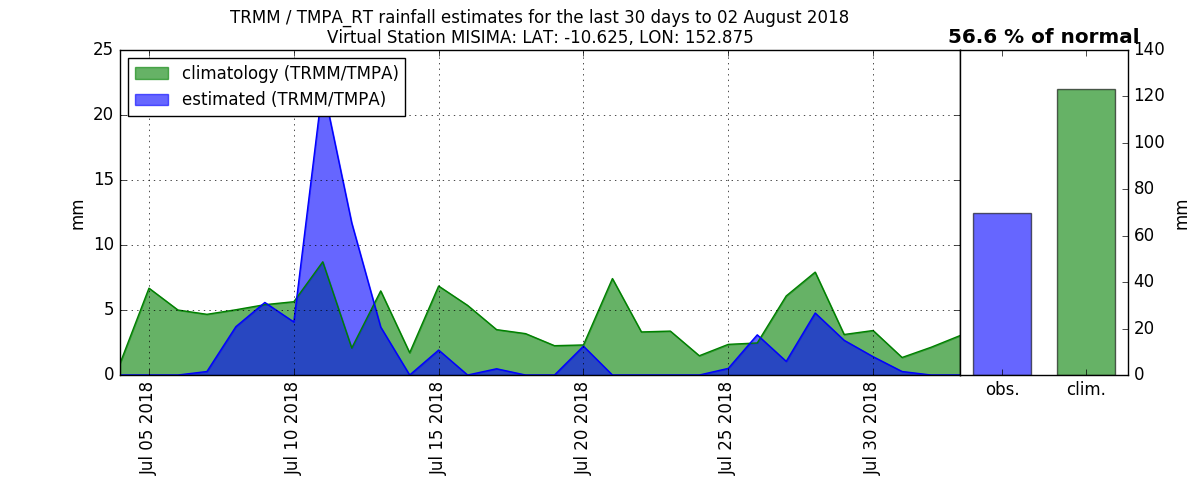 TRMM / TMPA_RT rainfall estimates for the last 30 days to 02 August 2018
Virtual Station MISIMA: LAT: -10.625, LON: 152.875
56.6 % of normal
climatology (TRMM/TMPA)
estimated (TRMM/TMPA)
25
20
15
10
5
0
mm
Jul 05 2018
Jul 10 2018
Jul 15 2018
Jul 20 2018
Jul 25 2018
Jul 30 2018
140
120
100
80
60
40
20
0
mm
obs.
clim.